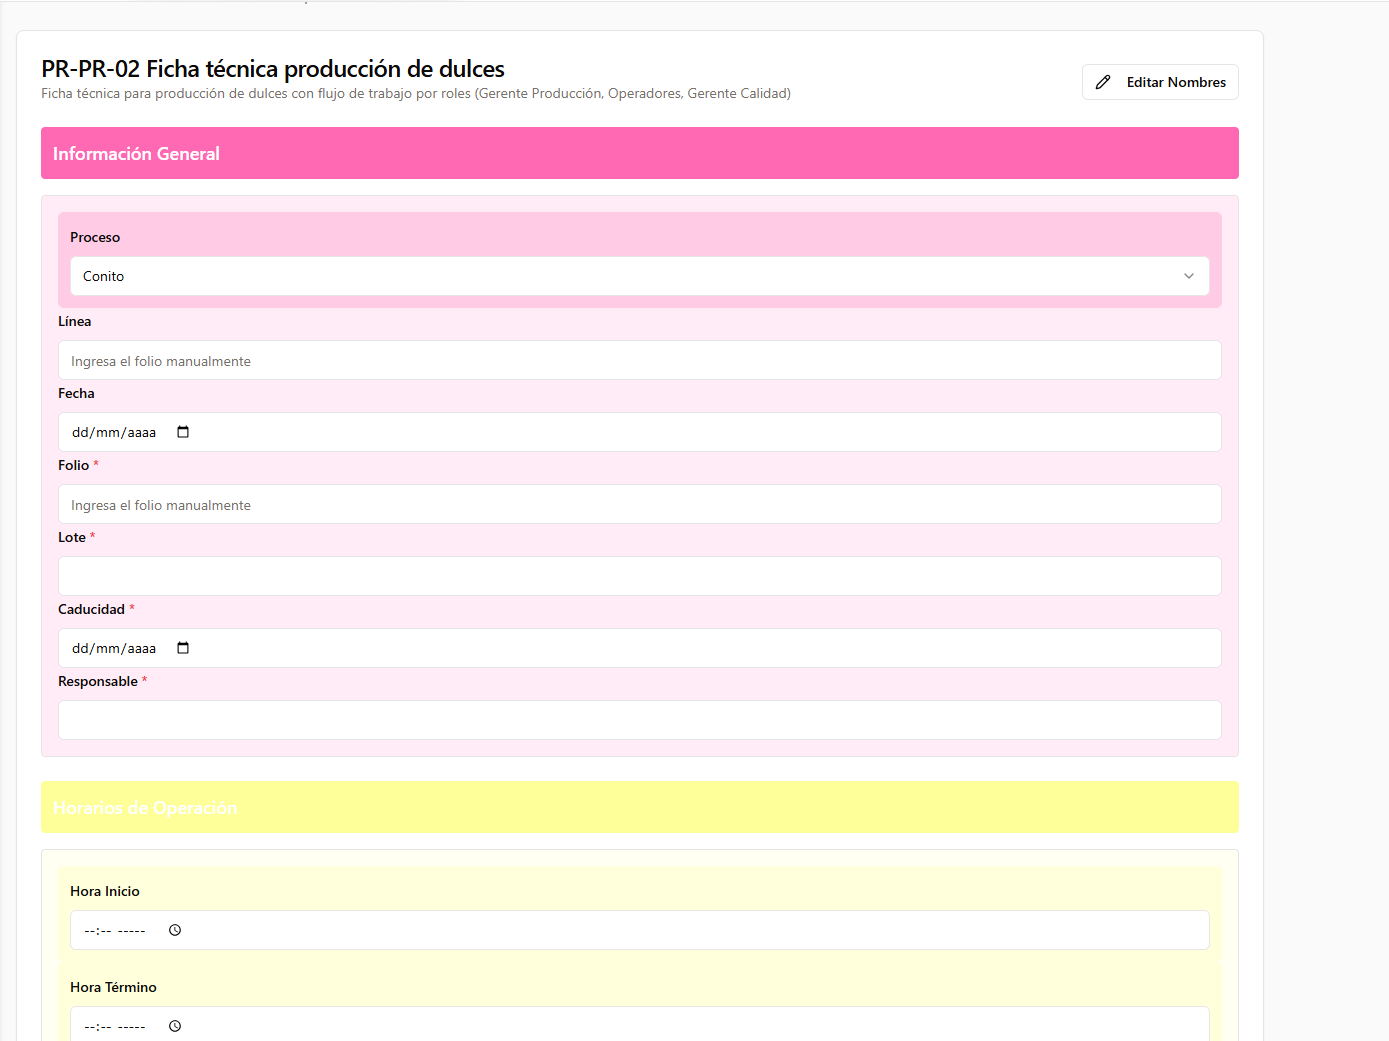 PR-PR-02 Ficha técnica producción de dulces
Ficha técnica para producción de dulces con flujo de trabajo por roles (Gerente Producción, Operadores, Gerente Calidad)
Editar Nombres
Información General
Proceso
Conito
Línea
Ingresa el folio manualmente
Fecha
dd/mm/aaaa
Folio *
Ingresa el folio manualmente
Lote *
Caducidad *
dd/mm/aaaa
Responsable *
Horarios de Operación
Hora Inicio
--:-- -----
Hora Término
--:-- -----